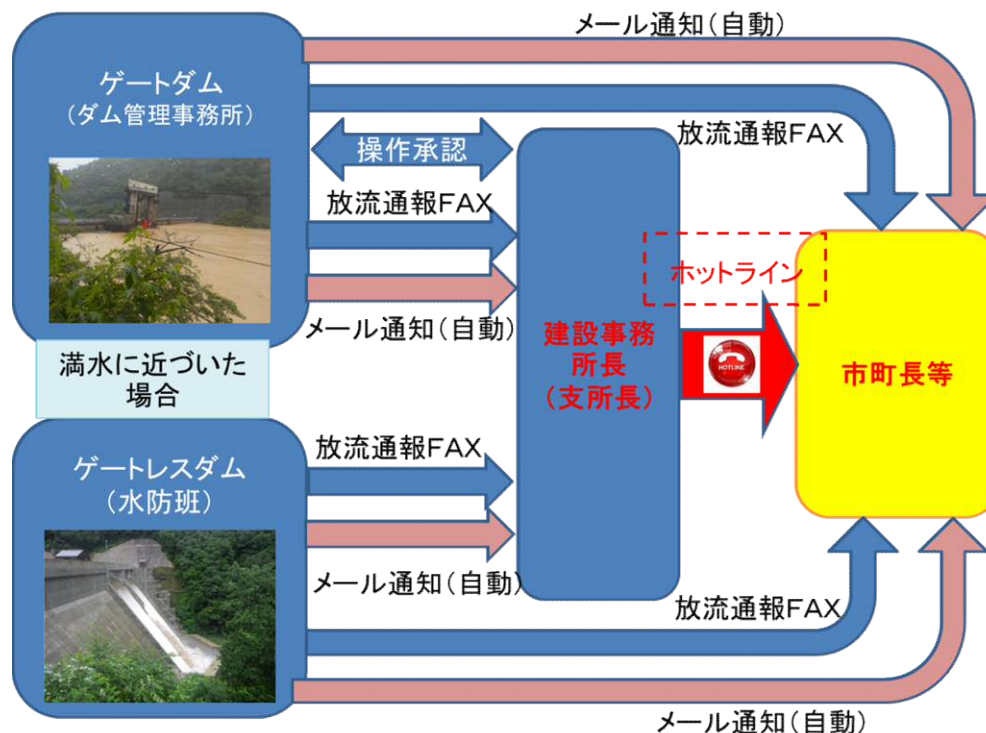 メール通知(自動)
ゲートダム
(ダム管理事務所)
放流通報FAX
操作承認
放流通報FAX
ホットライン
メール通知(自動)
建設事務
所長
(支所長)
HOTLINE
市町長等
満水に近づいた
場合
放流通報FAX
ゲートレスダム
(水防班)
メール通知(自動)
放流通報FAX
メール通知(自動)